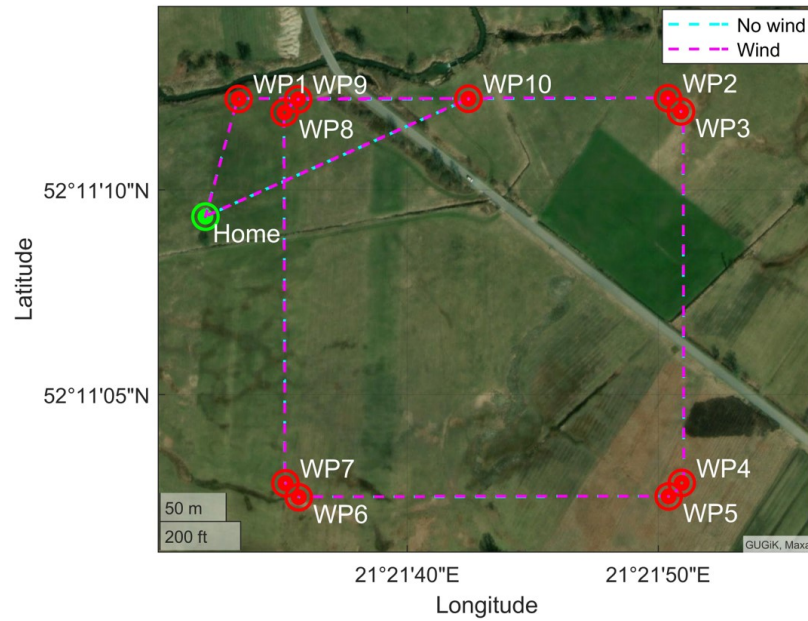 No wind
Wind
WP1 WP9 WP10 WP2
WP8 WP3
52°11'10"N
Home
Latitude
52°11'05"N
WP7 WP4
WP6 WP5
50 m
200 ft
GUGiK, Maxa
21°21'40"E 21°21'50"E
Longitude